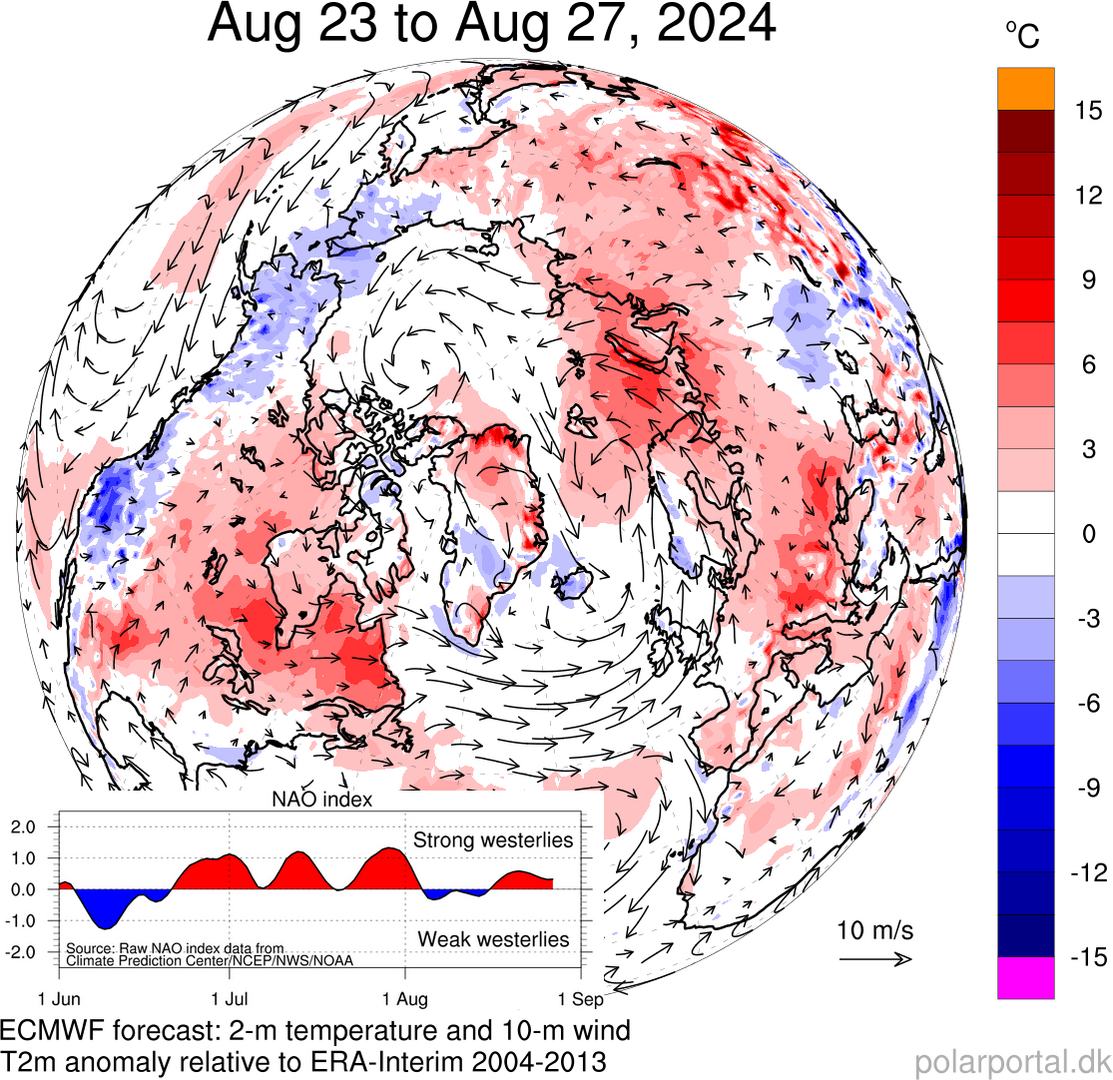 Aug 23 to Aug 27, 2024
°C
15
12
9
6
3
0
-3
-6
-9
-12
-15
10 m/s
NAO index
2.0
1.0
0.0
-1.0
-2.0
Strong westerlies
Weak westerlies
Source: Raw NAO index data from
Climate Prediction Center/NCEP/NWS/NOAA
1 Jun
1 Jul
1 Aug
1 Sep
ECMWF forecast: 2-m temperature and 10-m wind
T2m anomaly relative to ERA-Interim 2004-2013
polarportal.dk